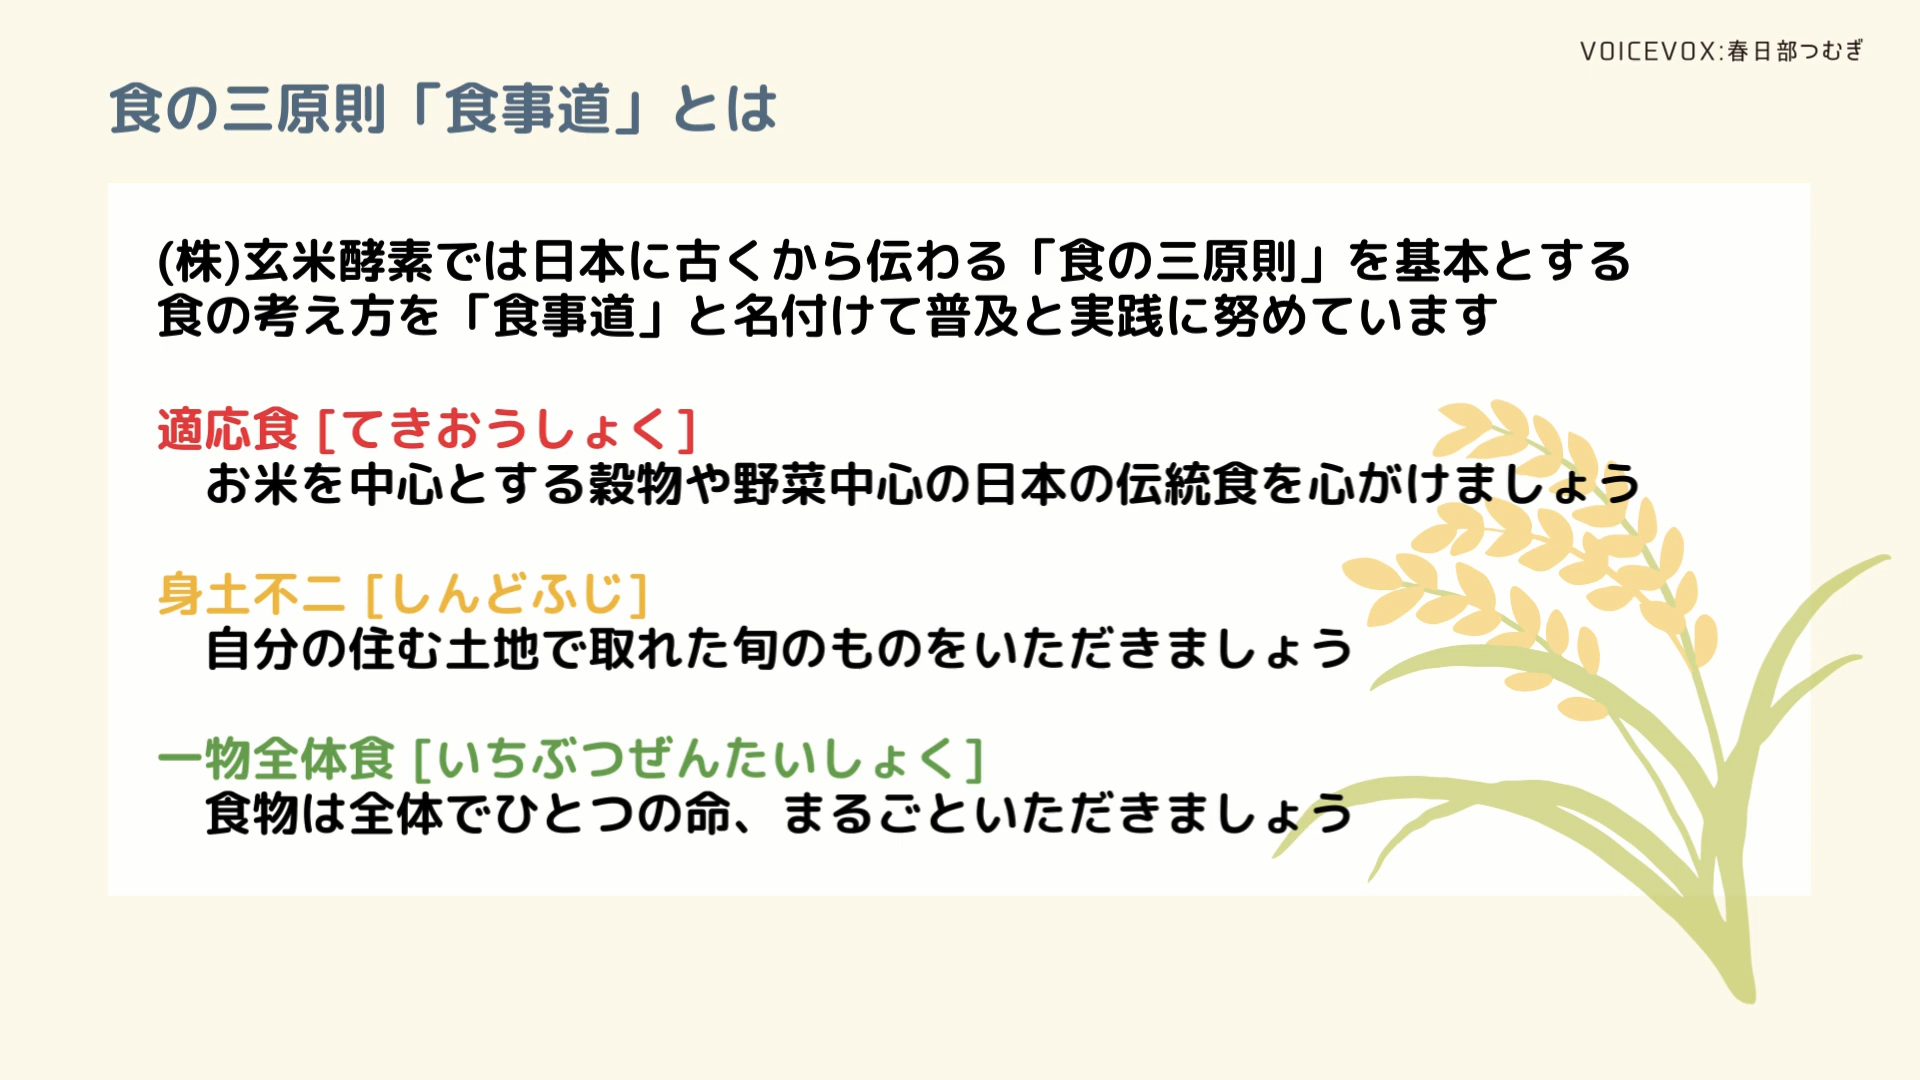 VOICEVOX:春日部つむぎ
食の三原則「食事道」とは
(株)玄米酵素では日本に古くから伝わる「食の三原則」を基本とする
食の考え方を「食事道」と名付けて普及と実践に努めています
適応食 [てきおうしょく]
お米を中心とする穀物や野菜中心の日本の伝統食を心がけましょう
身土不二 [しんどふじ]
自分の住む土地で取れた旬のものをいただきましょう
一物全体食 [いちぶつぜんたいしょく]
食物は全体でひとつの命、まるごといただきましょう